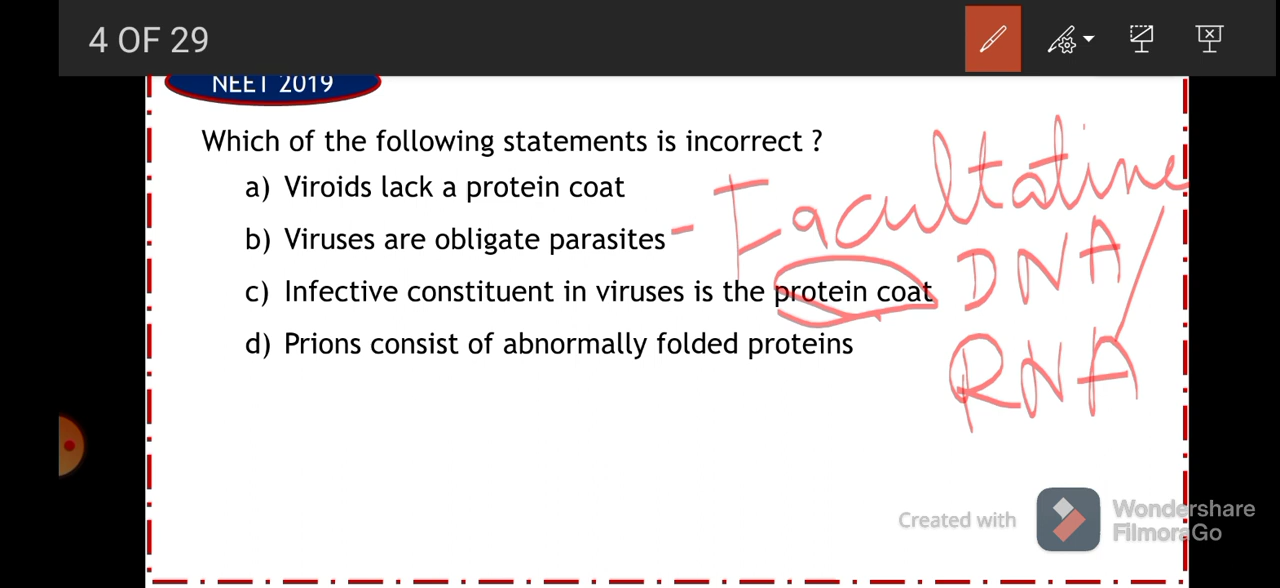 4 OF 29
NEET 2019
Which of the following statements is incorrect ?
a) Viroids lack a protein coat
b) Viruses are obligate parasites - Facultatine
c) Infective constituent in viruses is the protein coat DNA/
RNA
d) Prions consist of abnormally folded proteins
Created with
Wondershare
FilmoraGo